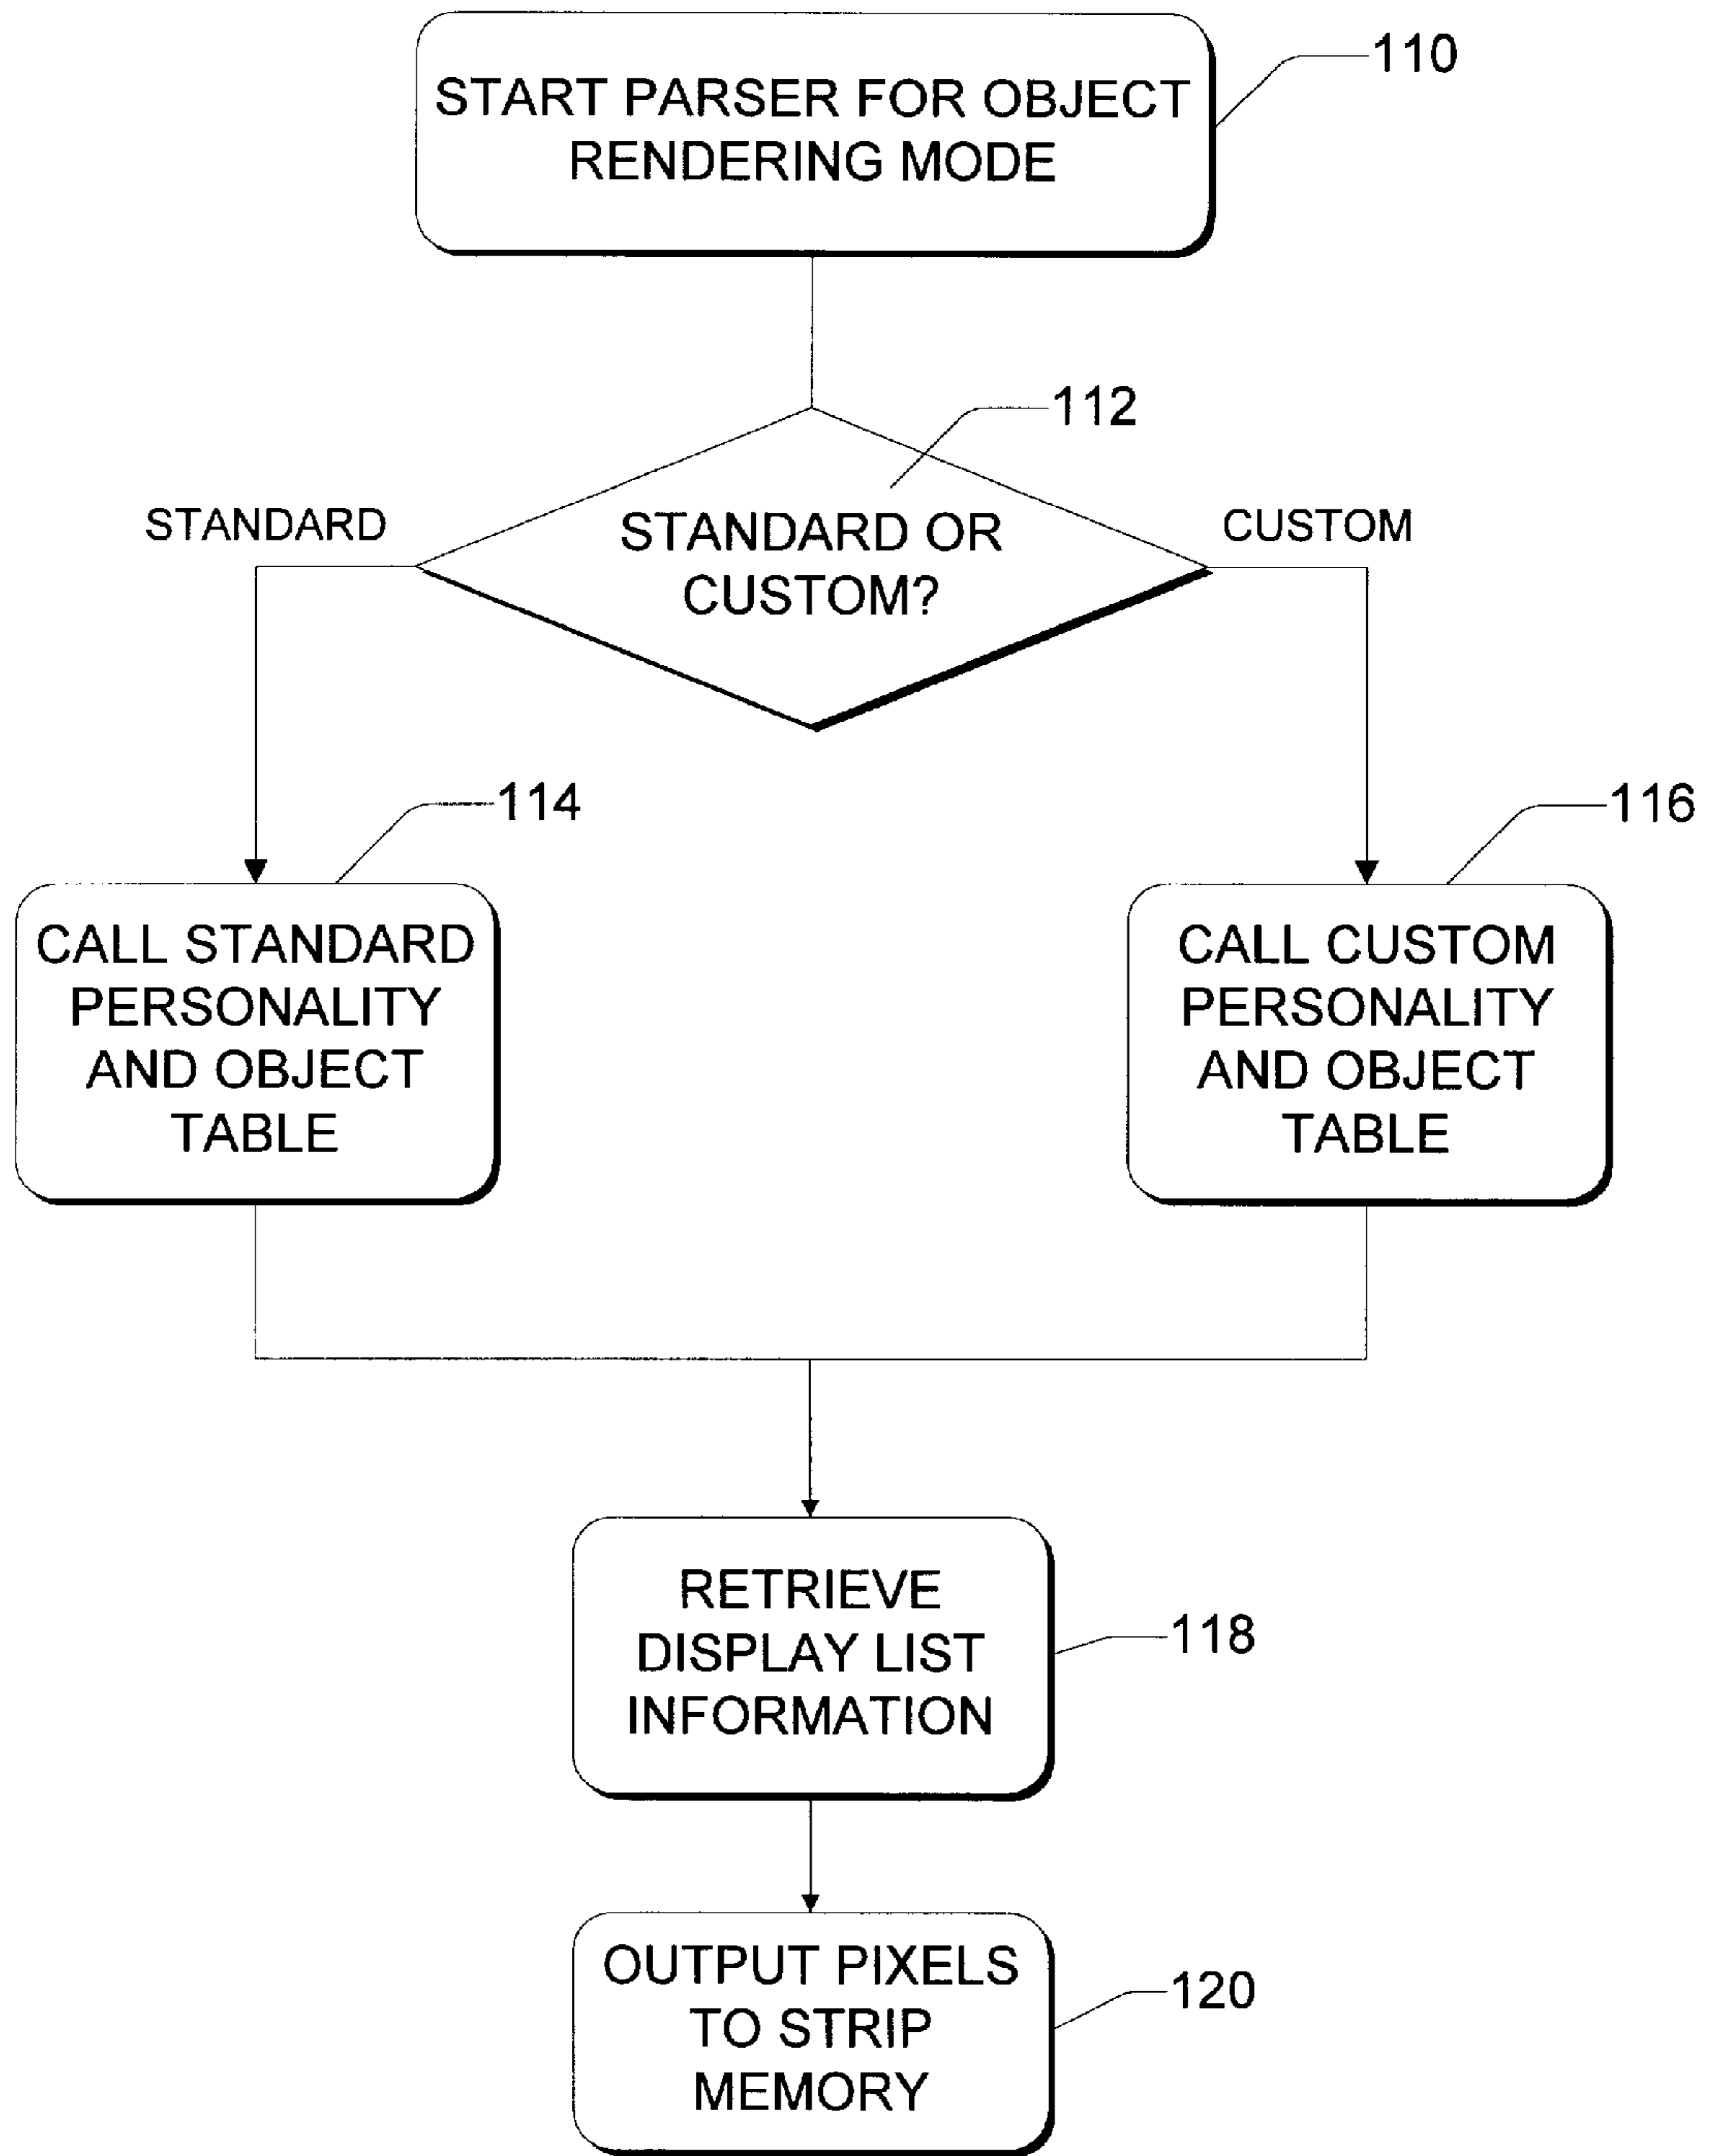 START PARSER FOR OBJECT
RENDERING MODE
110
112
STANDARD
STANDARD OR
CUSTOM?
CUSTOM
114
116
CALL STANDARD
PERSONALITY
AND OBJECT
TABLE
CALL CUSTOM
PERSONALITY
AND OBJECT
TABLE
RETRIEVE
DISPLAY LIST
INFORMATION
118
OUTPUT PIXELS
TO STRIP
MEMORY
120